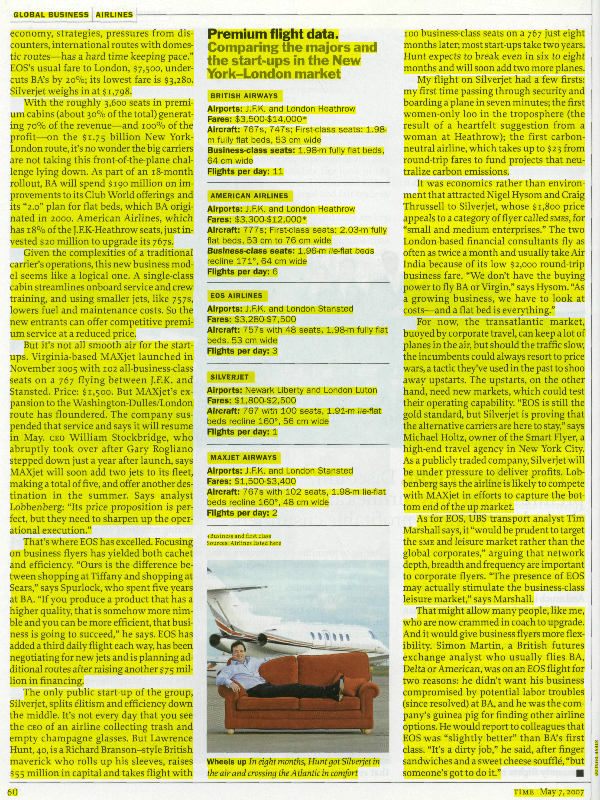 GLOBAL BUSINESS | AIRLINES
economy, strategies, pressures from dis-
counters, international routes with domes-
tic routes—has a hard time keeping pace."
EOS's usual fare to London, $7,500, under-
cuts BA's by 20%; its lowest fare is $3,280.
Silverjet weighs in at $1,798.
With the roughly 3,600 seats in premi-
um cabins (about 30% of the total) generat-
ing 70% of the revenue—and 100% of the
profit—on the $1.75 billion New York-
London route, it's no wonder the big carriers
are not taking this front-of-the-plane chal-
lenge lying down. As part of an 18-month
rollout, BA will spend $190 million on im-
provements to its Club World offerings and
its "2.0" plan for flat beds, which BA origi-
nated in 2000. American Airlines, which
has 18% of the J.F.K-Heathrow seats, just in-
vested $20 million to upgrade its 767s.
Given the complexities of a traditional
carrier's operations, this new business mod-
el seems like a logical one. A single-class
cabin streamlines onboard service and crew
training, and using smaller jets, like 757s,
lowers fuel and maintenance costs. So the
new entrants can offer competitive premi-
um service at a reduced price.
But it's not all smooth air for the start-
ups. Virginia-based MAXjet launched in
November 2005 with 102 all-business-class
seats on a 767 flying between J.F.K. and
Stansted. Price: $1,500. But MAXjet's ex-
pansion to the Washington-Dulles/London
route has floundered. The company sus-
pended that service and says it will resume
in May. CEO William Stockbridge, who
abruptly took over after Gary Rogliano
stepped down just a year after launch, says
MAXjet will soon add two jets to its fleet,
making a total of five, and offer another des-
tination in the summer. Says analyst
Lobbenberg: "Its price proposition is per-
fect, but they need to sharpen up the oper-
ational execution."
That's where EOS has excelled. Focusing
on business flyers has yielded both cachet
and efficiency. "Ours is the difference be-
tween shopping at Tiffany and shopping at
Sears," says Spurlock, who spent five years
at BA. "If you produce a product that has a
higher quality, that is somehow more nim-
ble and you can be more efficient, that busi-
ness is going to succeed," he says. EOS has
added a third daily flight each way, has been
negotiating for new jets and is planning ad-
ditional routes after raising another $75 mil-
lion in financing.
The only public start-up of the group,
Silverjet, splits élitism and efficiency down
the middle. It's not every day that you see
the CEO of an airline collecting trash and
empty champagne glasses. But Lawrence
Hunt, 40, is a Richard Branson–style British
maverick who rolls up his sleeves, raises
$55 million in capital and takes flight with
Premium flight data.
Comparing the majors and
the start-ups in the New
York–London market
BRITISH AIRWAYS
Airports: J.F.K. and London Heathrow
Fares: $3,500-$14,000*
Aircraft: 767s, 747s; First-class seats: 1.98-
m fully flat beds, 53 cm wide
Business-class seats: 1.98-m fully flat beds,
64 cm wide
Flights per day: 11
AMERICAN AIRLINES
Airports: J.F.K. and London Heathrow
Fares: $3,300-$12,000*
Aircraft: 777s; First-class seats: 2.03-m fully
flat beds, 53 cm to 76 cm wide
Business-class seats: 1.96-m lie-flat beds
recline 171°, 64 cm wide
Flights per day: 6
EOS AIRLINES
Airports: J.F.K. and London Stansted
Fares: $3,280-$7,500
Aircraft: 757s with 48 seats, 1.98-m fully flat
beds, 53 cm wide
Flights per day: 3
SILVERJET
Airports: Newark Liberty and London Luton
Fares: $1,800-$2,500
Aircraft: 767 with 100 seats, 1.91-m lie-flat
beds recline 160°, 56 cm wide
Flights per day: 1
MAXJET AIRWAYS
Airports: J.F.K. and London Stansted
Fares: $1,500-$3,400
Aircraft: 767s with 102 seats, 1.98-m lie-flat
beds recline 160°, 48 cm wide
Flights per day: 2
*Business and first class
Sources: Airlines listed here
Wheels up In eight months, Hunt got Silverjet in
the air and crossing the Atlantic in comfort
100 business-class seats on a 767 just eight
months later; most start-ups take two years.
Hunt expects to break even in six to eight
months and will soon add two more planes.
My flight on Silverjet had a few firsts:
my first time passing through security and
boarding a plane in seven minutes; the first
women-only loo in the troposphere (the
result of a heartfelt suggestion from a
woman at Heathrow); the first carbon-
neutral airline, which takes up to $23 from
round-trip fares to fund projects that neu-
tralize carbon emissions.
It was economics rather than environ-
ment that attracted Nigel Hysom and Craig
Thrussell to Silverjet, whose $1,800 price
appeals to a category of flyer called SMEs, for
"small and medium enterprises." The two
London-based financial consultants fly as
often as twice a month and usually take Air
India because of its low $2,000 round-trip
business fare. "We don't have the buying
power to fly BA or Virgin," says Hysom. "As
a growing business, we have to look at
costs—and a flat bed is everything."
For now, the transatlantic market,
buoyed by corporate travel, can keep a lot of
planes in the air, but should the traffic slow,
the incumbents could always resort to price
wars, a tactic they've used in the past to shoo
away upstarts. The upstarts, on the other
hand, need new markets, which could test
their operating capability. "EOS is still the
gold standard, but Silverjet is proving that
the alternative carriers are here to stay," says
Michael Holtz, owner of the Smart Flyer, a
high-end travel agency in New York City.
As a publicly traded company, Silverjet will
be under pressure to deliver profits. Lob-
benberg says the airline is likely to compete
with MAXjet in efforts to capture the bot-
tom end of the up market.
As for EOS, UBS transport analyst Tim
Marshall says, it "would be prudent to target
the SME and leisure market rather than the
global corporates," arguing that network
depth, breadth and frequency are important
to corporate flyers. "The presence of EOS
may actually stimulate the business-class
leisure market," says Marshall.
That might allow many people, like me,
who are now crammed in coach to upgrade.
And it would give business flyers more flex-
ibility. Simon Martin, a British futures
exchange analyst who usually flies BA,
Delta or American, was on an EOS flight for
two reasons: he didn't want his business
compromised by potential labor troubles
(since resolved) at BA, and he was the com-
pany's guinea pig for finding other airline
options. He would report to colleagues that
EOS was "slightly better" than BA's first
class. "It's a dirty job," he said, after finger
sandwiches and a sweet cheese soufflé, "but
someone's got to do it."
60
TIME May 7, 2007